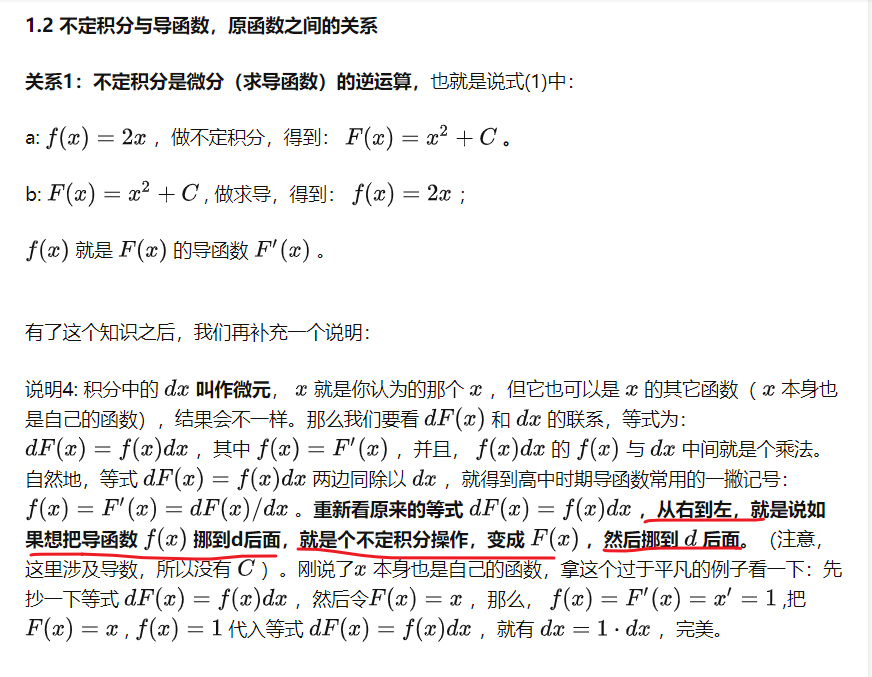 1.2 不定积分与导函数，原函数之间的关系
关系1：不定积分是微分（求导函数）的逆运算，也就是说式(1)中：
a: f(x) = 2x ，做不定积分，得到： F(x) = x² + C 。
b: F(x) = x² + C , 做求导，得到： f(x) = 2x ；
f(x) 就是 F(x) 的导函数 F′(x) 。
有了这个知识之后，我们再补充一个说明：
说明4: 积分中的 dx 叫作微元， x 就是你认为的那个 x ，但它也可以是 x 的其它函数（ x 本身也
是自己的函数），结果会不一样。那么我们要看 dF(x) 和 dx 的联系，等式为：
dF(x) = f(x)dx ，其中 f(x) = F′(x) ，并且， f(x)dx 的 f(x) 与 dx 中间就是个乘法。
自然地，等式 dF(x) = f(x)dx 两边同除以 dx ，就得到高中时期导函数常用的一撇记号：
f(x) = F′(x) = dF(x)/dx 。重新看原来的等式 dF(x) = f(x)dx ，从右到左，就是说如
果想把导函数 f(x) 挪到d后面，就是个不定积分操作，变成 F(x) ，然后挪到 d 后面。（注意，
这里涉及导数，所以没有 C ）。刚说了x 本身也是自己的函数，拿这个过于平凡的例子看一下：先
抄一下等式 dF(x) = f(x)dx ，然后令F(x) = x ，那么， f(x) = F′(x) = x′ = 1 ,把
F(x) = x , f(x) = 1 代入等式 dF(x) = f(x)dx ，就有 dx = 1 · dx ，完美。